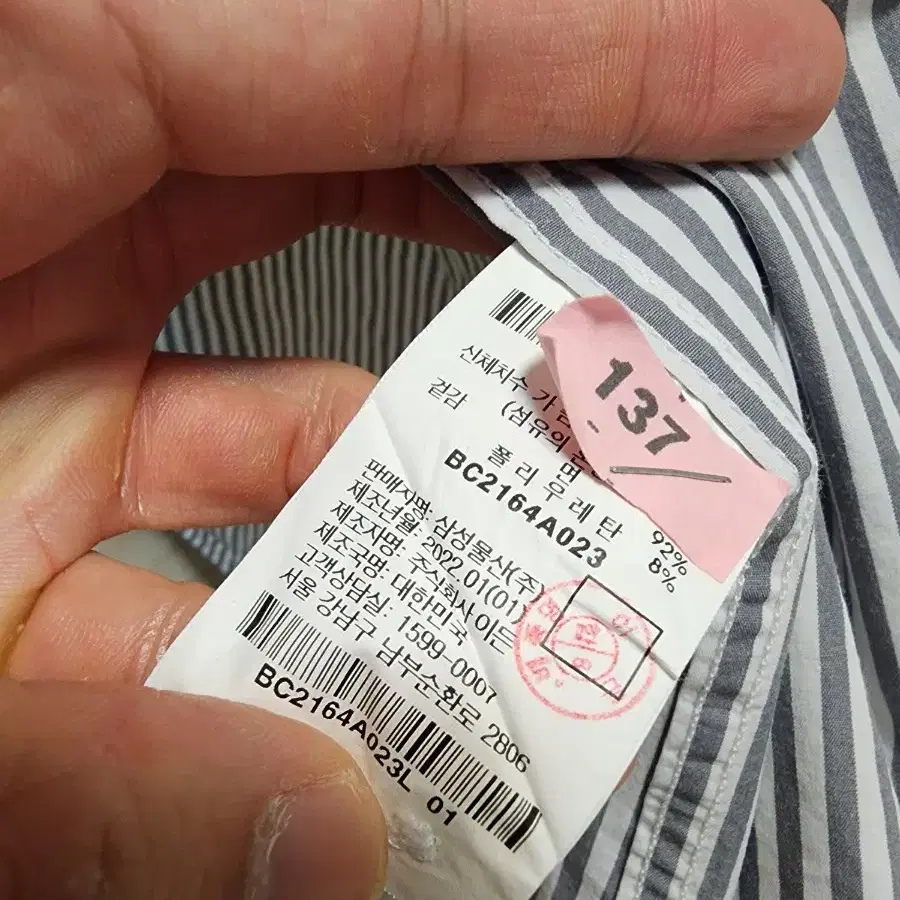 137
신체치수 가
겉감 (섬유의
면 92%
폴리우레탄 8%
BC2164A023
판매자명: 삼성물산(주)
제조년월: 2022.01(01)
제조자명: 주식회사 이든
제조국명: 대한민국
고객상담실: 1599-0007
서울 강남구 남부순환로 2806
BC2164A023L 01